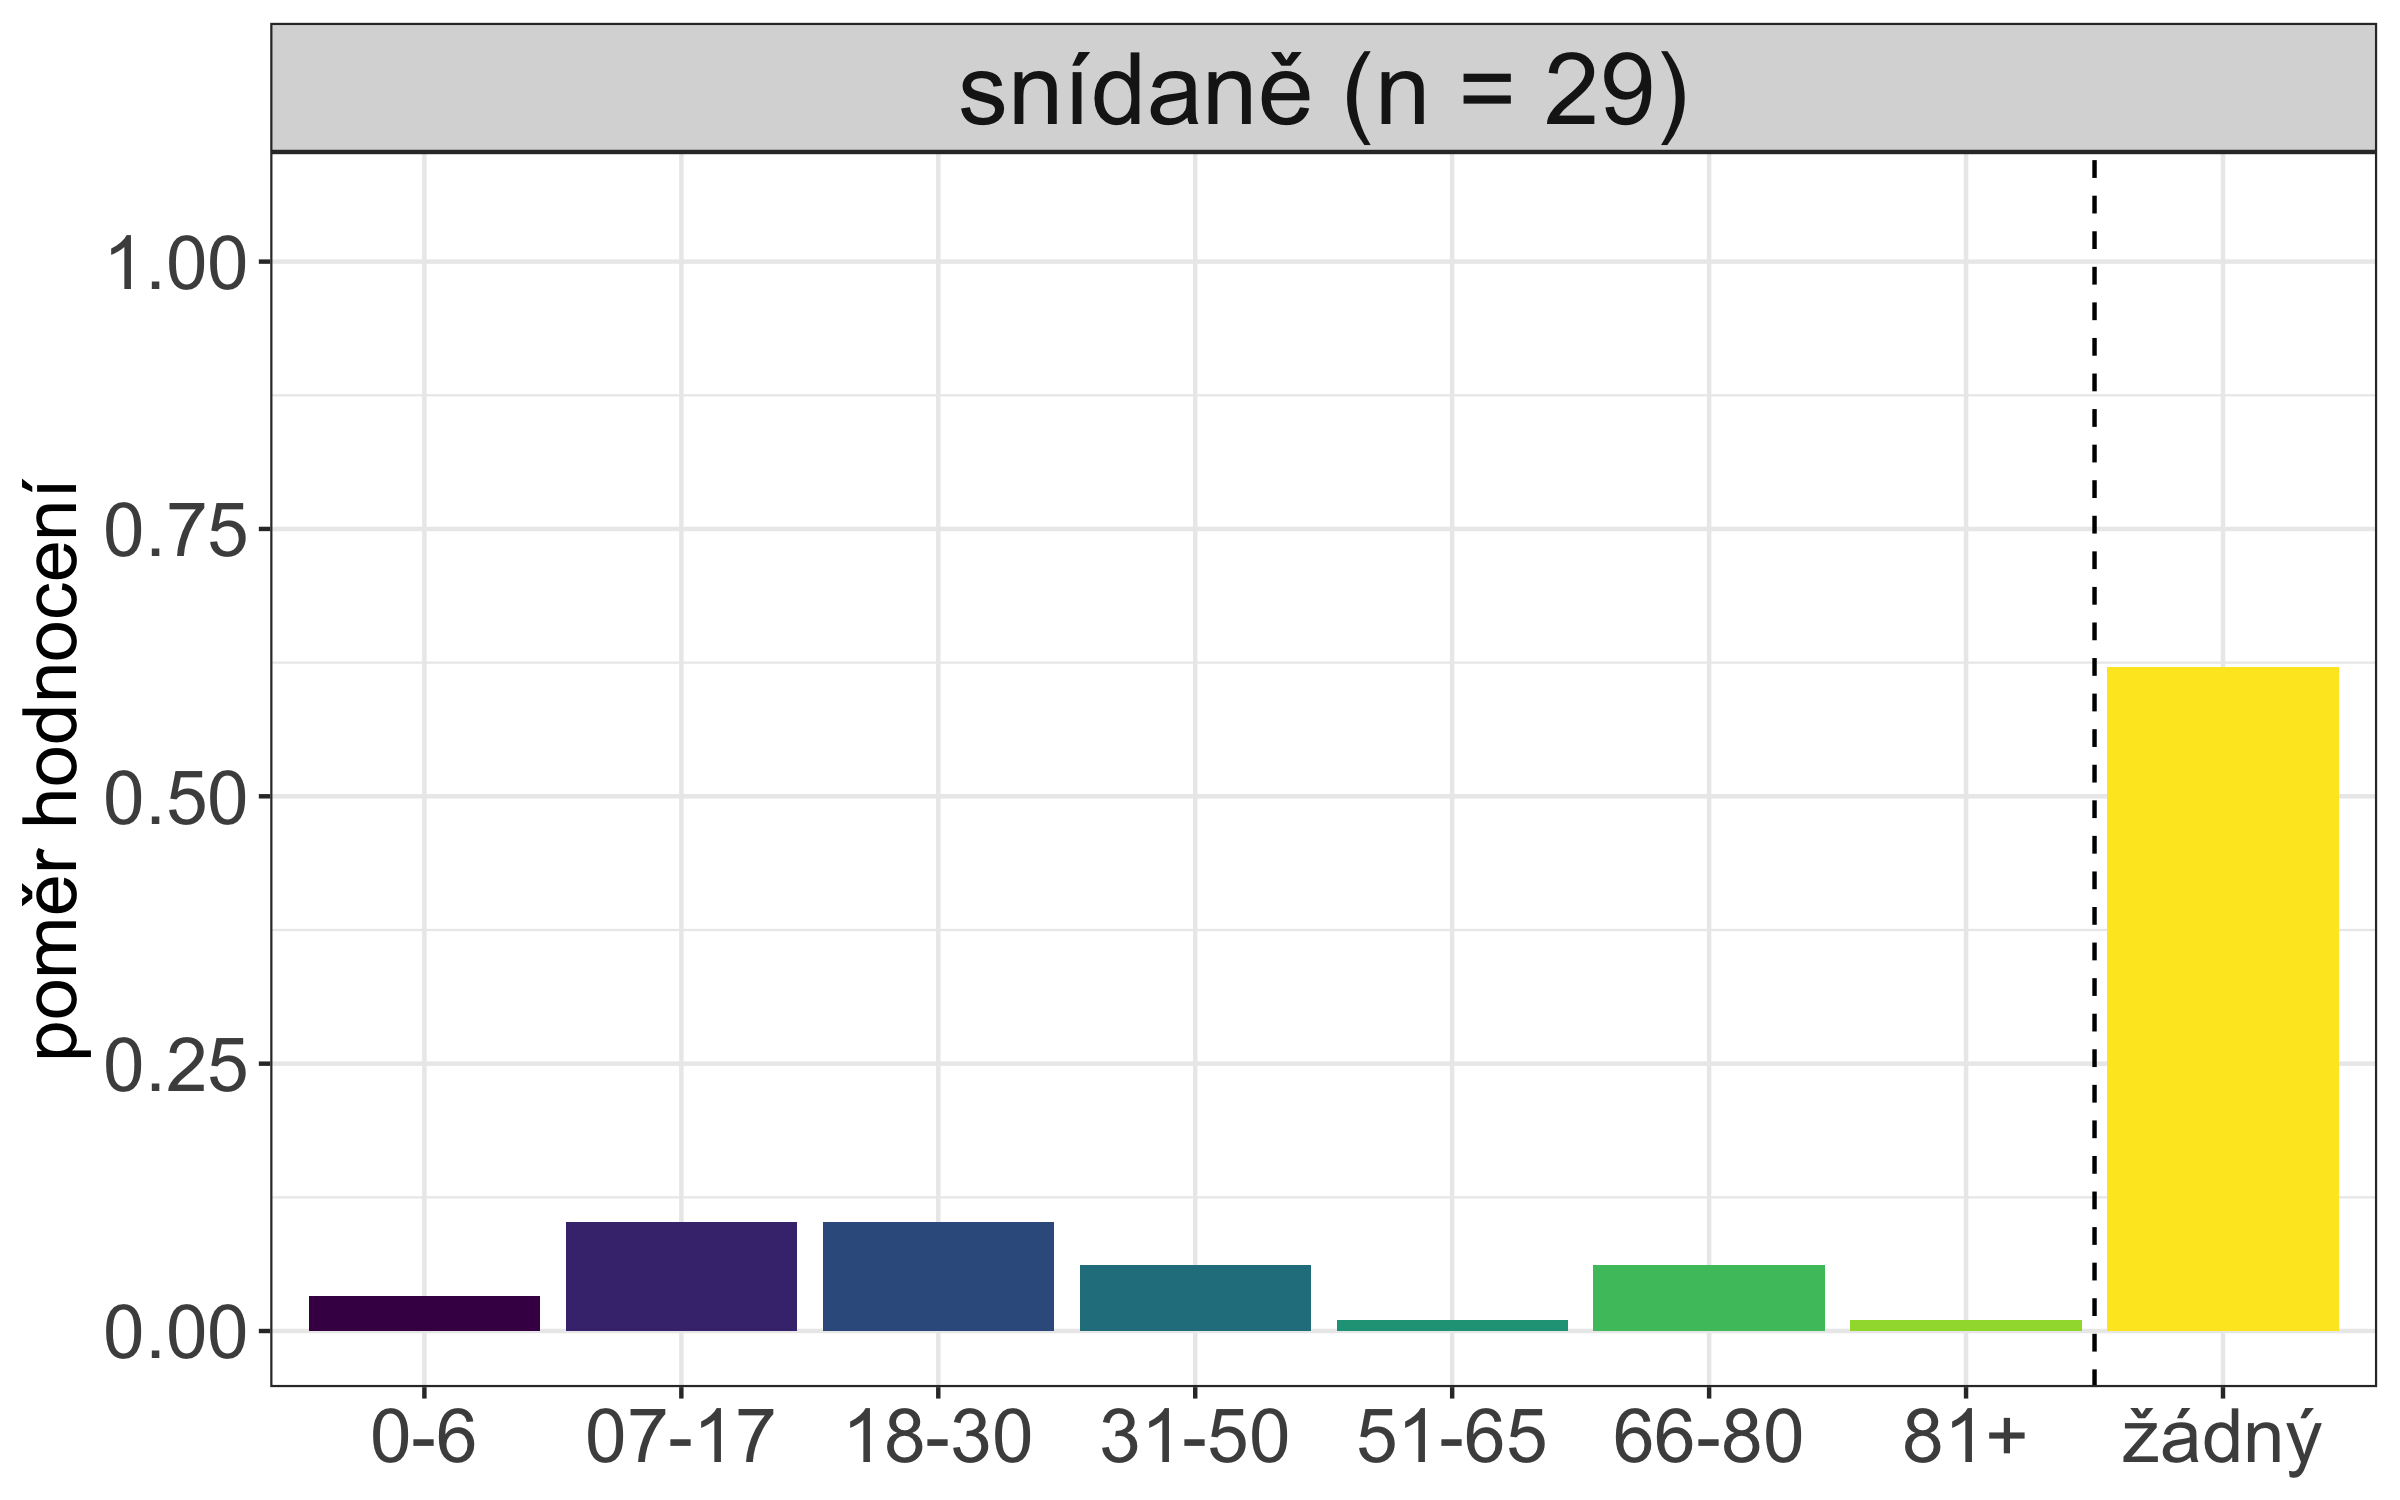 snídaně (n = 29)
poměr hodnocení
1.00
0.75
0.50
0.25
0.00
0-6 07-17 18-30 31-50 51-65 66-80 81+ žádný